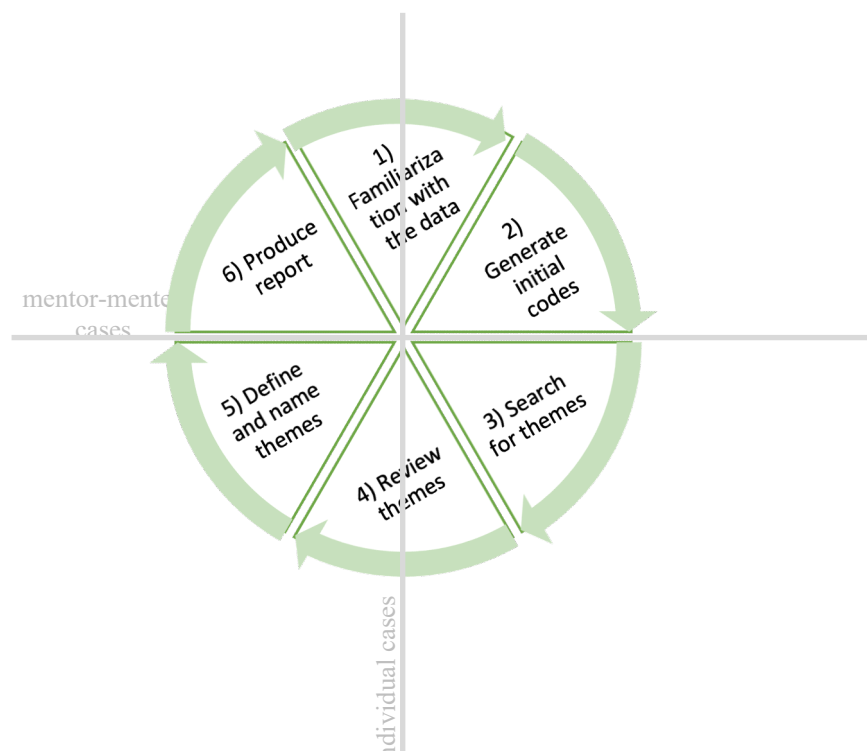 1)
Familiariza
tion with
the data
2)
Generate
initial
codes
3) Search
for themes
4) Review
themes
5) Define
and name
themes
6) Produce
report
mentor-mente
cases
ndividual cases